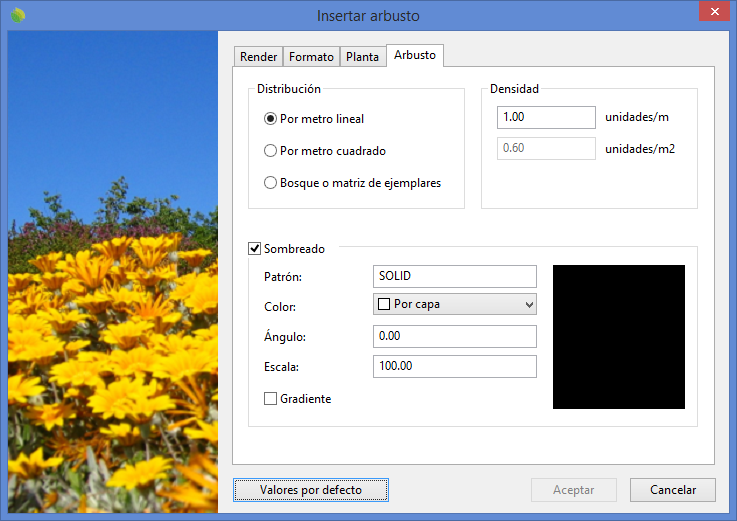 Insertar arbusto
Render
Formato
Planta
Arbusto
Distribución
Por metro lineal
Por metro cuadrado
Bosque o matriz de ejemplares
Densidad
1.00 unidades/m
0.60 unidades/m2
Sombreado
Patrón: SOLID
Color: Por capa
Ángulo: 0.00
Escala: 100.00
Gradiente
Valores por defecto
Aceptar
Cancelar